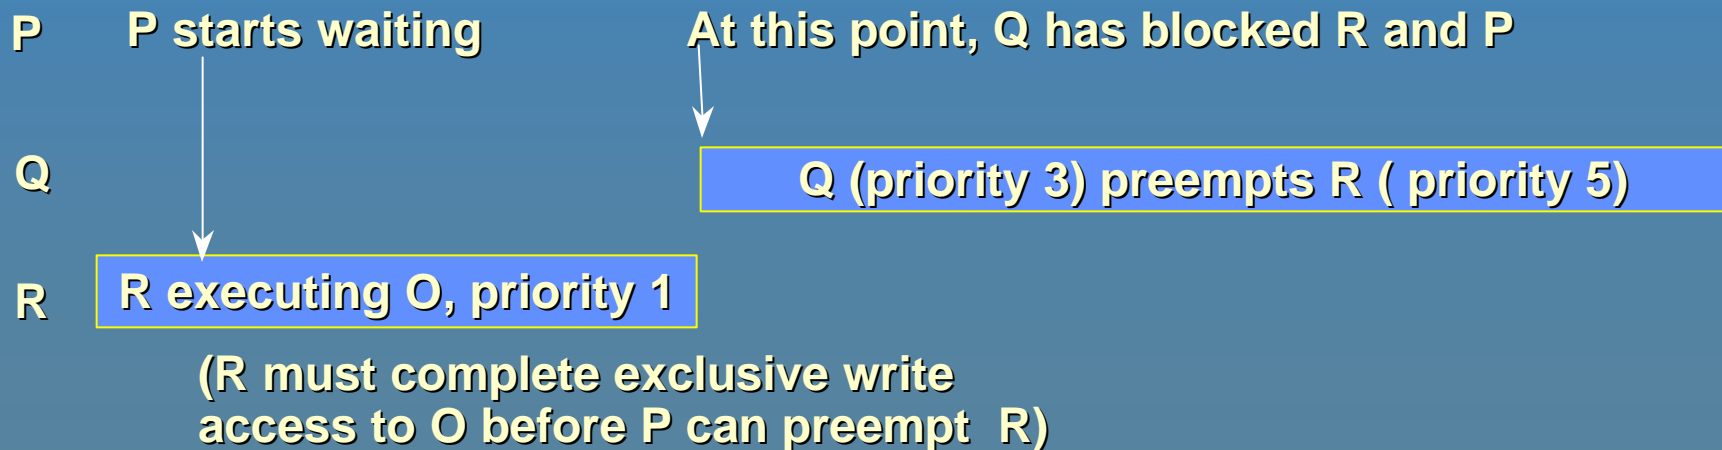 P P starts waiting At this point, Q has blocked R and P
Q Q (priority 3) preempts R ( priority 5)
R R executing O, priority 1
(R must complete exclusive write
access to O before P can preempt R)